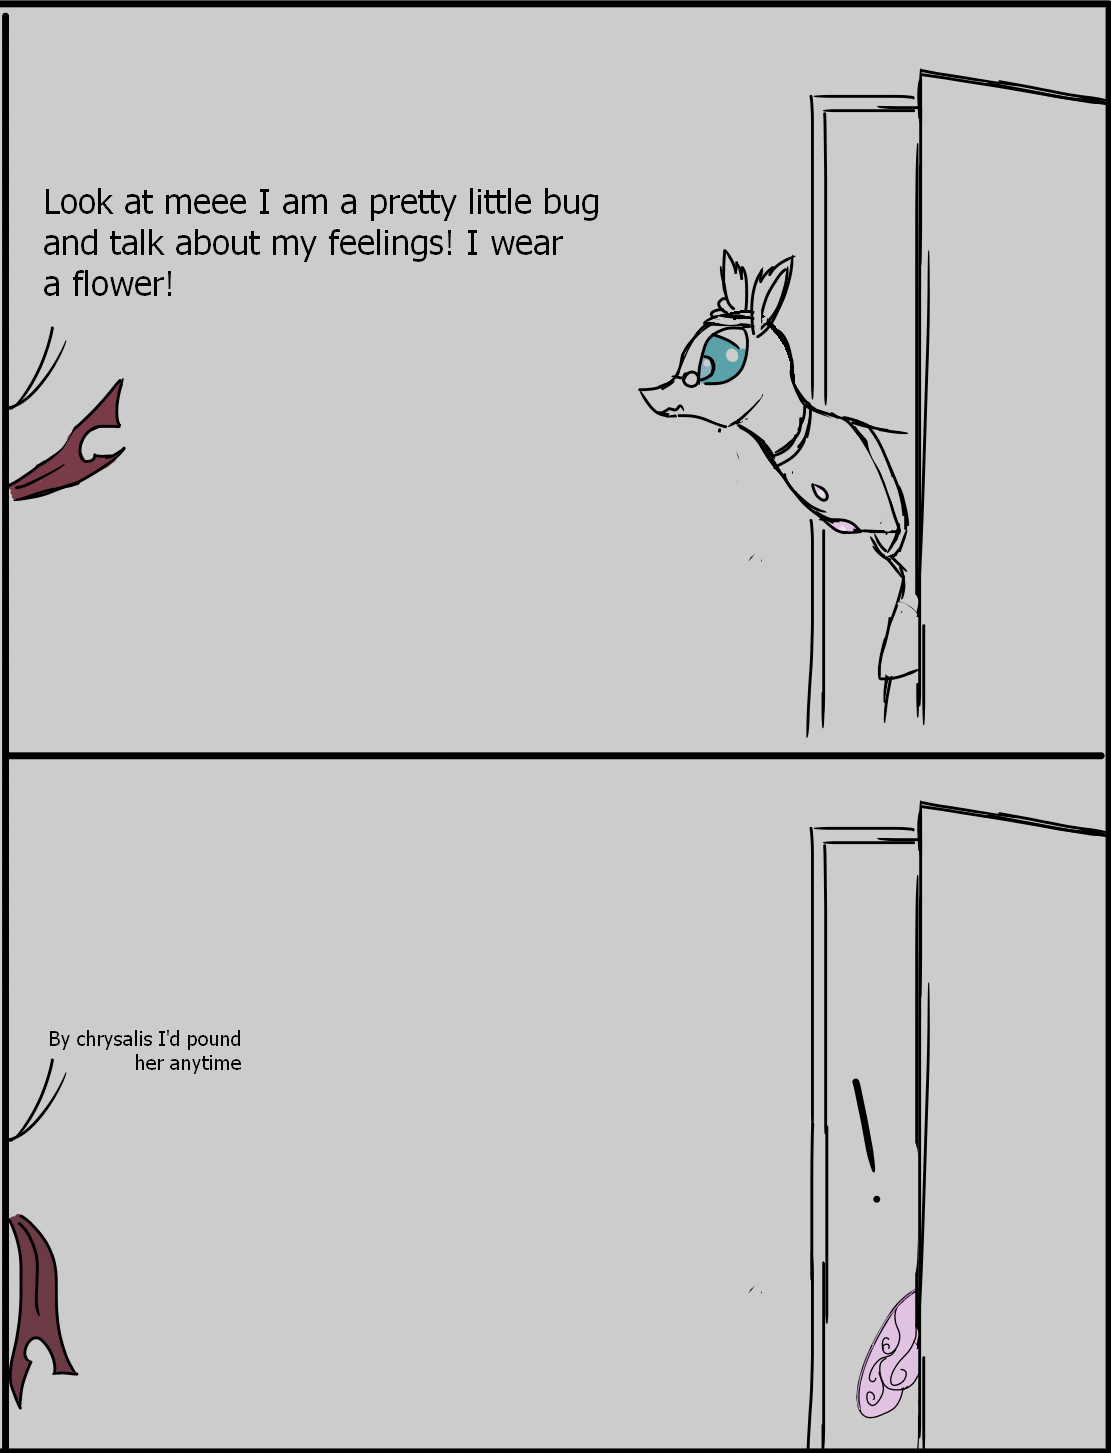 Look at meee I am a pretty little bug
and talk about my feelings! I wear
a flower!
By chrysalis I'd pound
her anytime
!